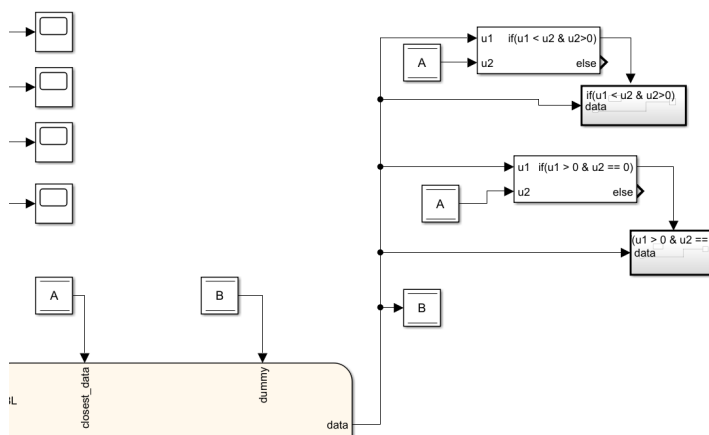 u1 if(u1 < u2 & u2>0)
A
u2 else
if(u1 < u2 & u2>0)
data
u1 if(u1 > 0 & u2 == 0)
A
u2 else
(u1 > 0 & u2 ==
data
A
B
B
closest_data
dummy
3L
data